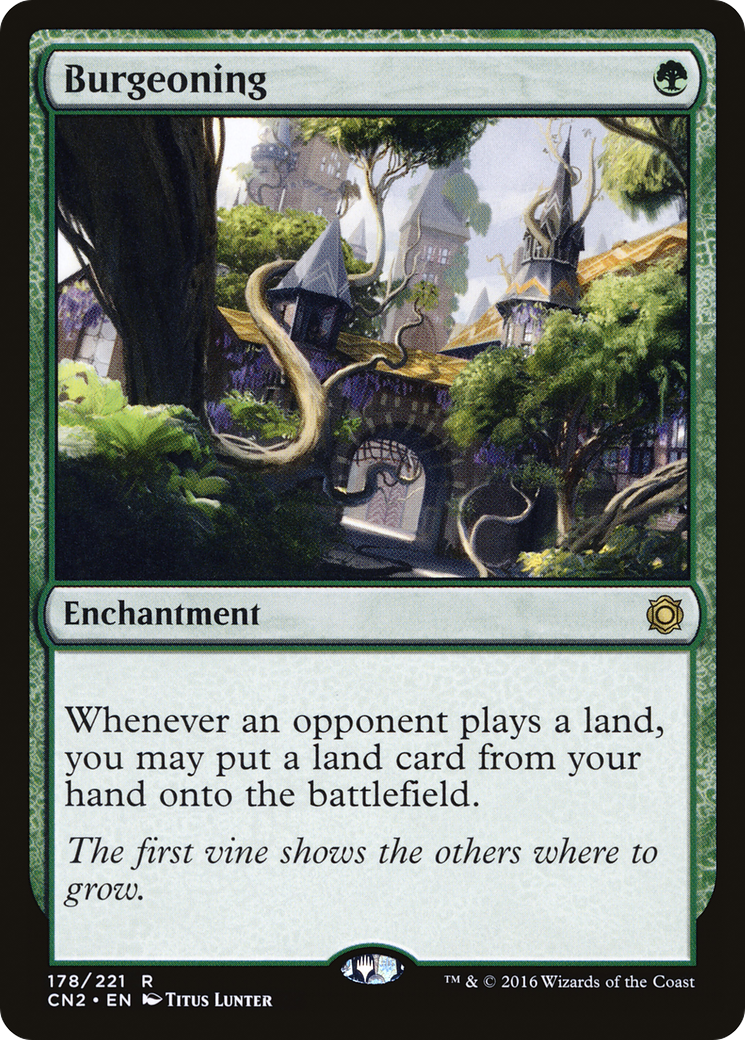 Burgeoning
Enchantment
Whenever an opponent plays a land,
you may put a land card from your
hand onto the battlefield.
The first vine shows the others where to
grow.
178/221 R
™ & © 2016 Wizards of the Coast
CN2 • EN Titus Lunter